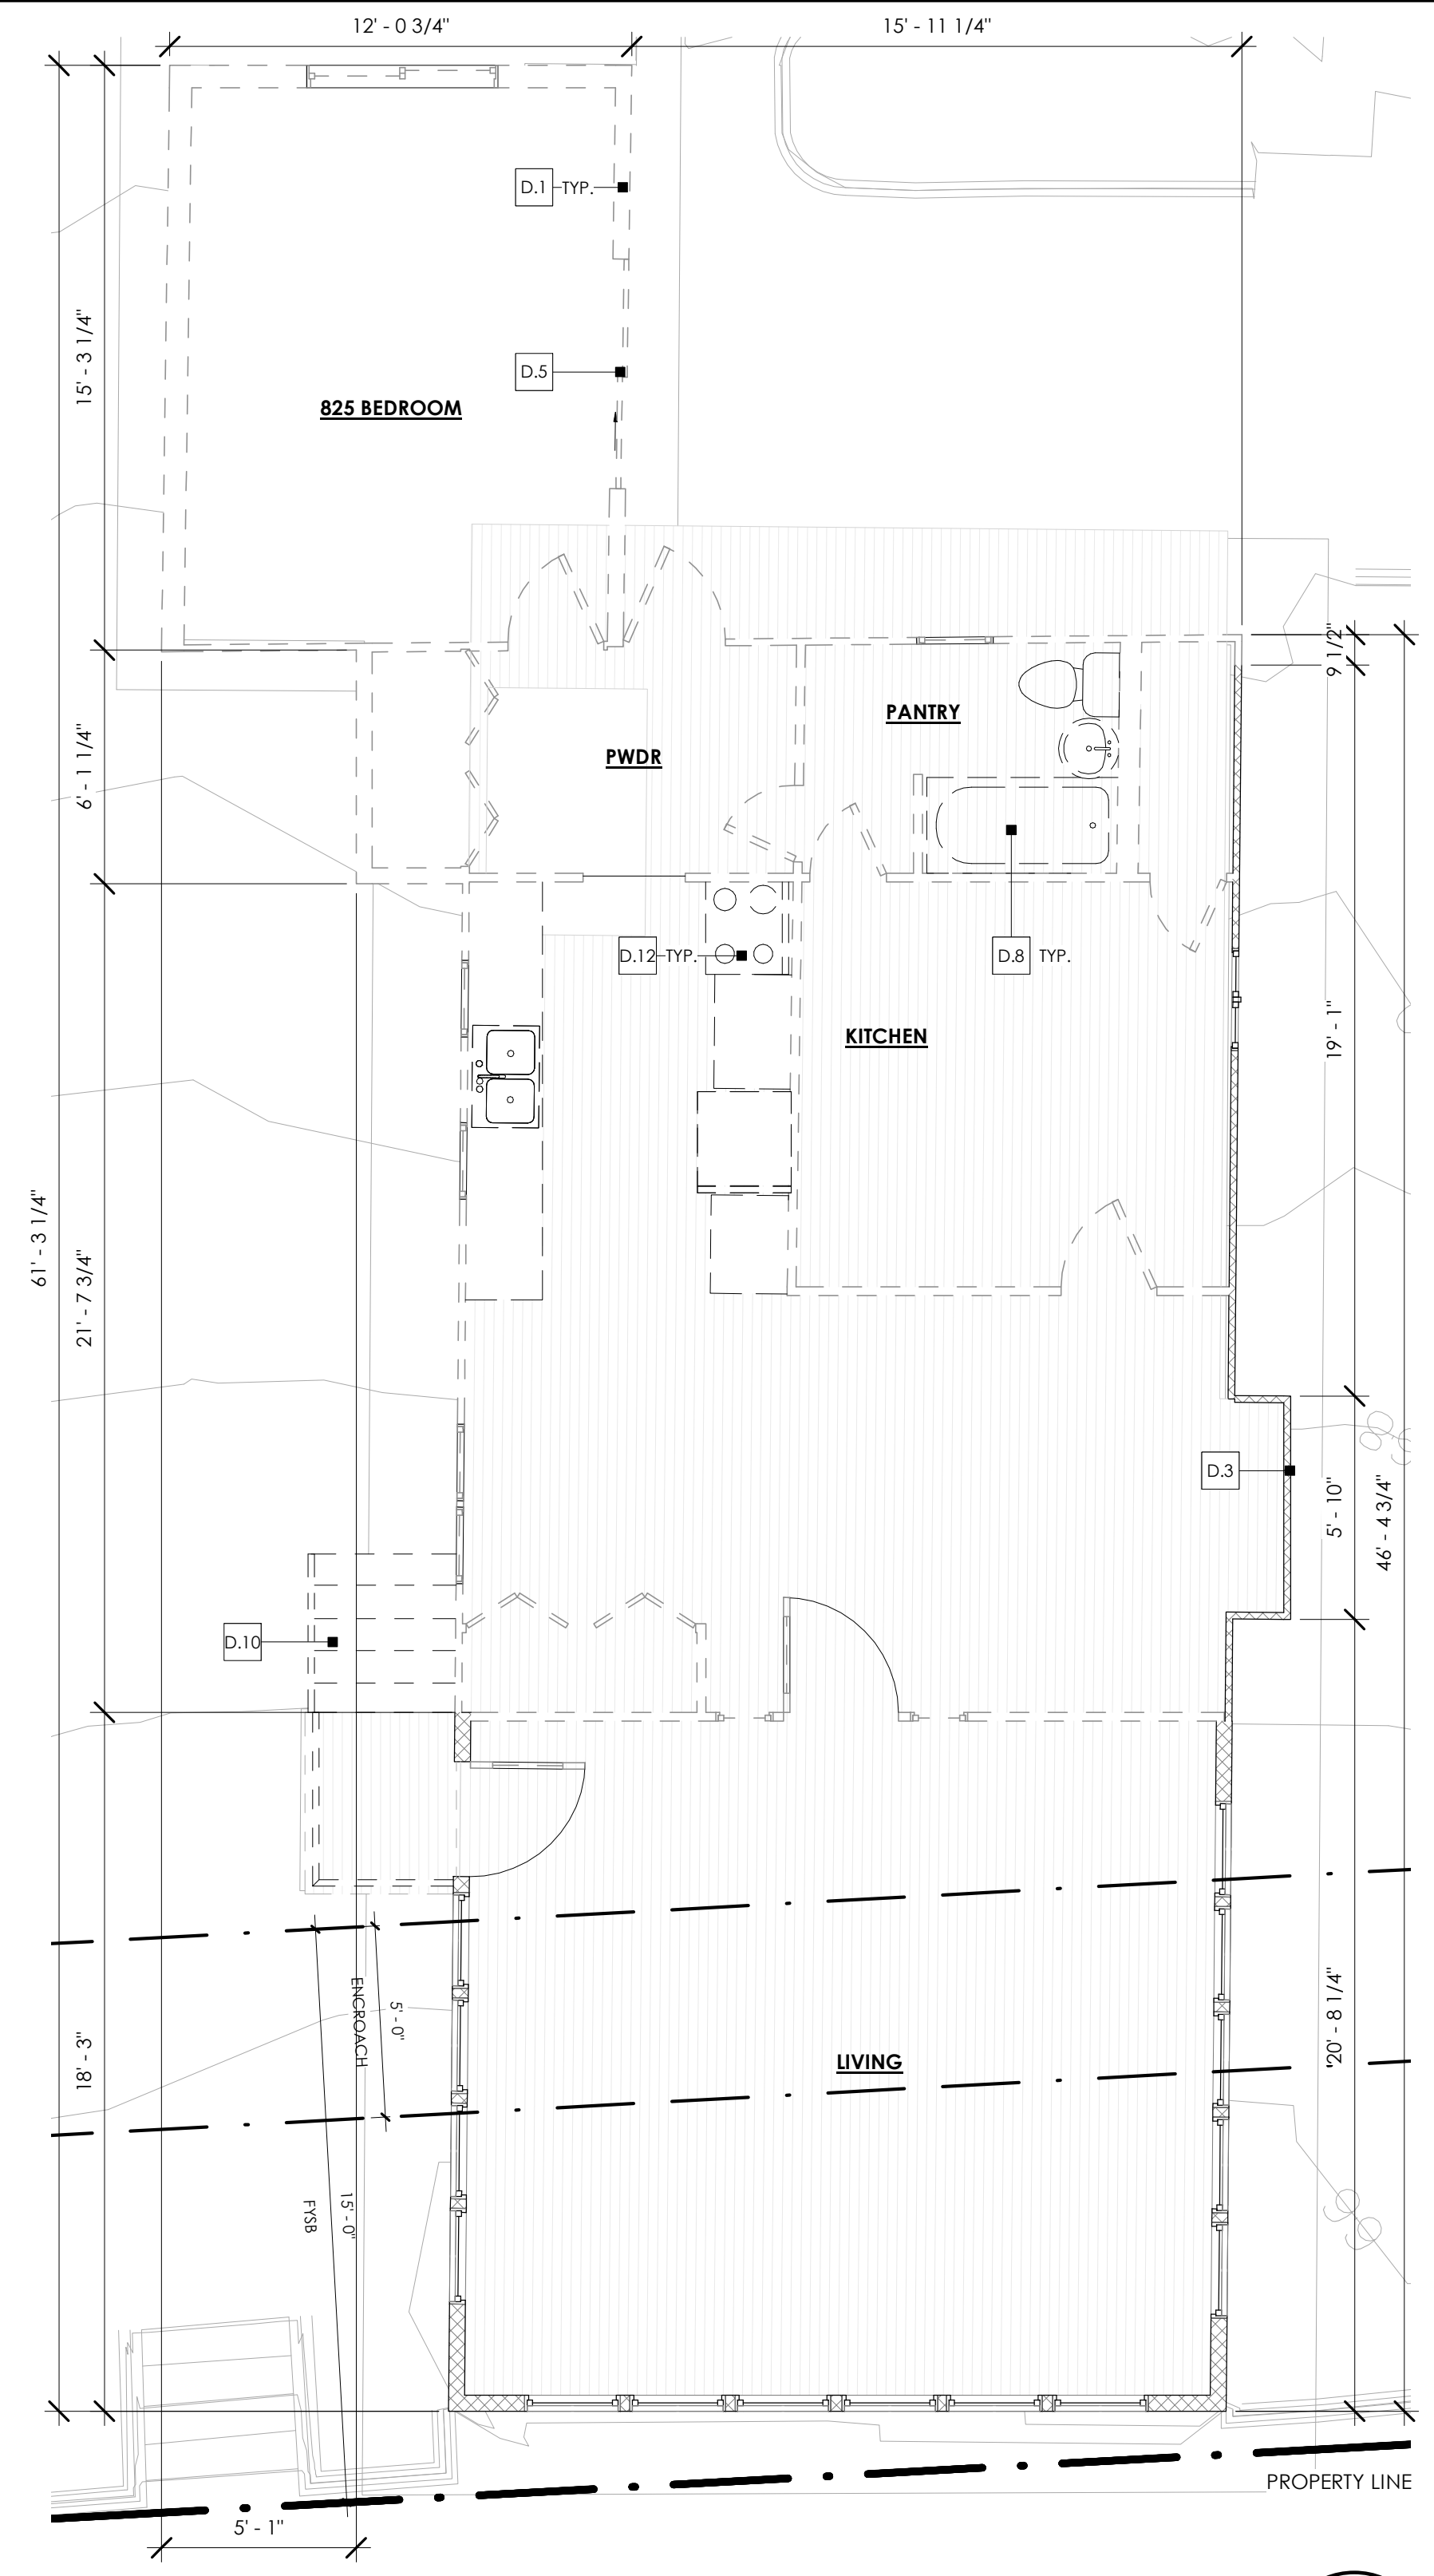 12' - 0 3/4"
15' - 11 1/4"
D.1
TYP.
15' - 3 1/4"
D.5
825 BEDROOM
9 1/2"
PANTRY
PWDR
6' - 1 1/4"
D.12
TYP.
D.8
TYP.
KITCHEN
19' - 1"
61' - 3 1/4"
21' - 7 3/4"
D.3
5' - 10"
46' - 4 3/4"
D.10
ENCROACH
5' - 0"
LIVING
20' - 8 1/4"
18' - 3"
15' - 0"
FYSB
98
PROPERTY LINE
5' - 1"